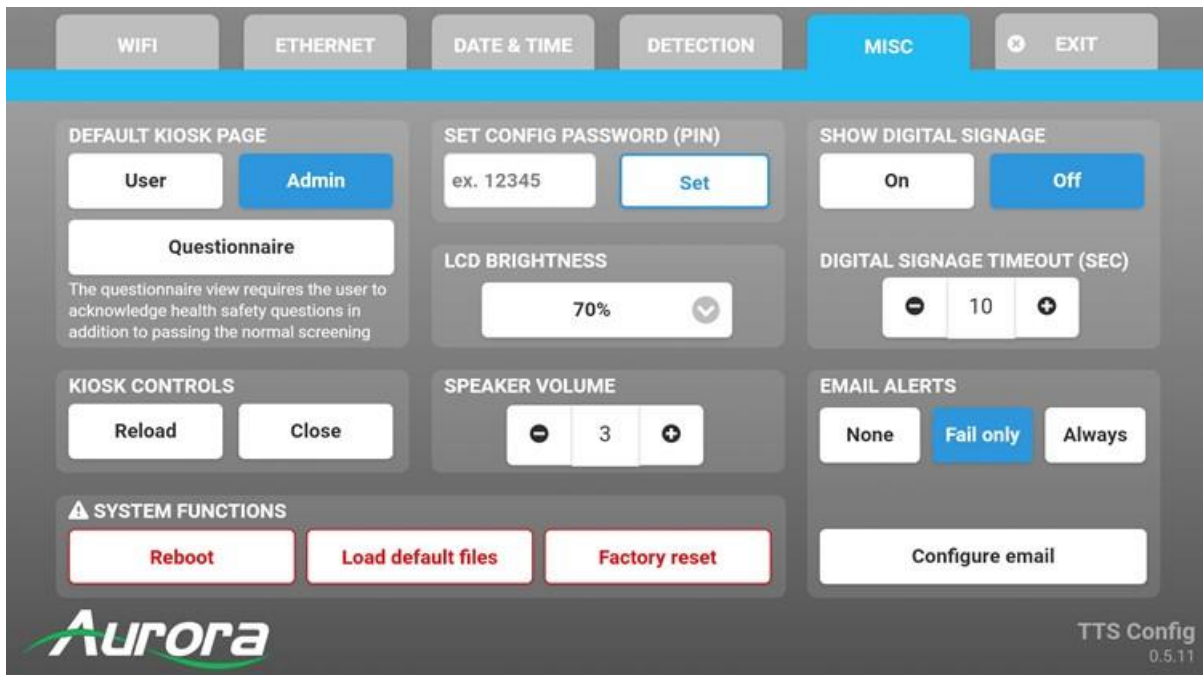 WIFI
ETHERNET
DATE & TIME
DETECTION
MISC
EXIT
DEFAULT KIOSK PAGE
User
Admin
Questionnaire
The questionnaire view requires the user to
acknowledge health safety questions in
addition to passing the normal screening
SET CONFIG PASSWORD (PIN)
ex. 12345
Set
SHOW DIGITAL SIGNAGE
On
Off
LCD BRIGHTNESS
70%
DIGITAL SIGNAGE TIMEOUT (SEC)
10
KIOSK CONTROLS
Reload
Close
SPEAKER VOLUME
3
EMAIL ALERTS
None
Fail only
Always
SYSTEM FUNCTIONS
Reboot
Load default files
Factory reset
Configure email
Aurora
TTS Config
0.5.11